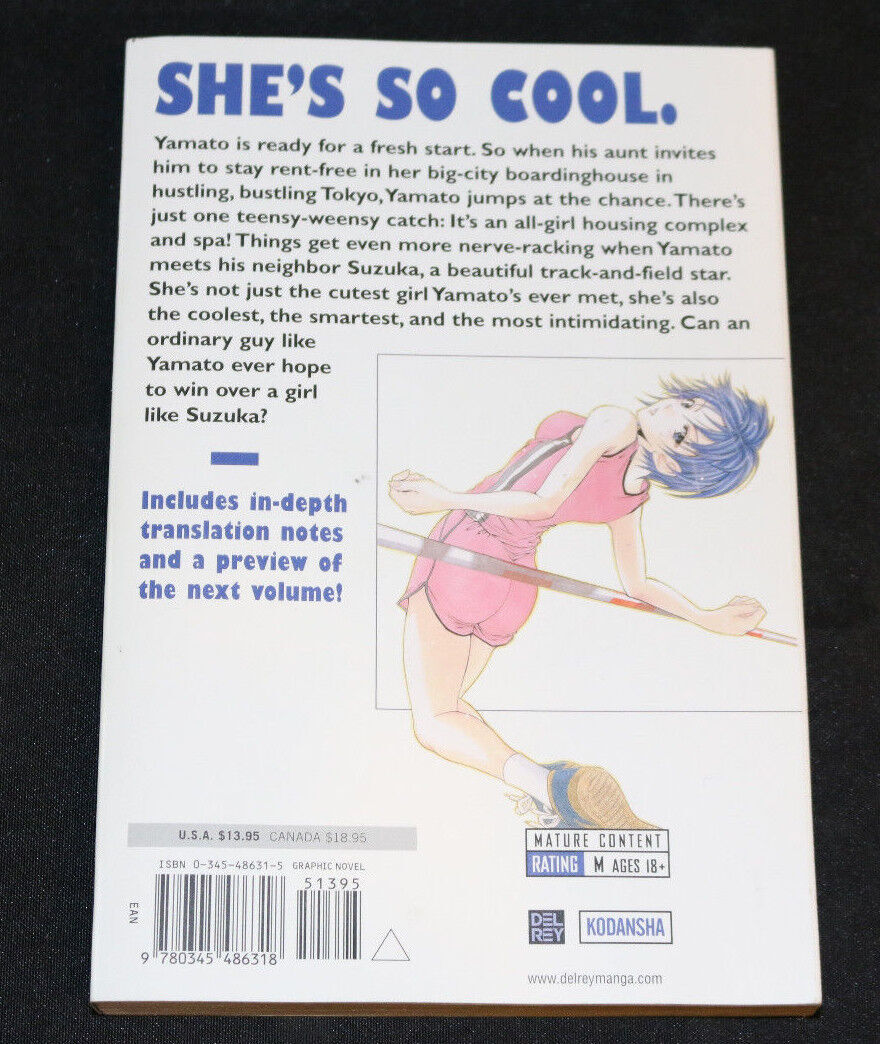 SHE'S SO COOL.
Yamato is ready for a fresh start. So when his aunt invites
him to stay rent-free in her big-city boardinghouse in
hustling, bustling Tokyo, Yamato jumps at the chance. There's
just one teensy-weensy catch: It's an all-girl housing complex
and spa! Things get even more nerve-racking when Yamato
meets his neighbor Suzuka, a beautiful track-and-field star.
She's not just the cutest girl Yamato's ever met, she's also
the coolest, the smartest, and the most intimidating. Can an
ordinary guy like
Yamato ever hope
to win over a girl
like Suzuka?
Includes in-depth
translation notes
and a preview of
the next volume!
U.S.A. $13.95 CANADA $18.95
ISBN 0-345-48631-5 GRAPHIC NOVEL
51395
EAN
9 780345 486318
MATURE CONTENT
RATING M AGES 18+
DEL
REY
KODANSHA
www.delreymanga.com